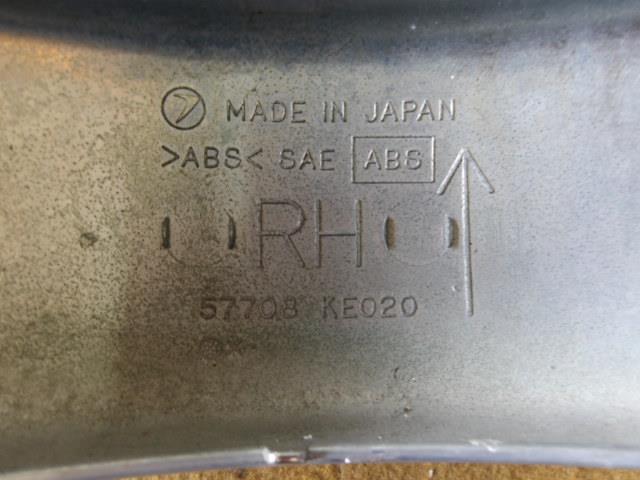 MADE IN JAPAN
>ABS< SAE ABS
RH
57708 KE020